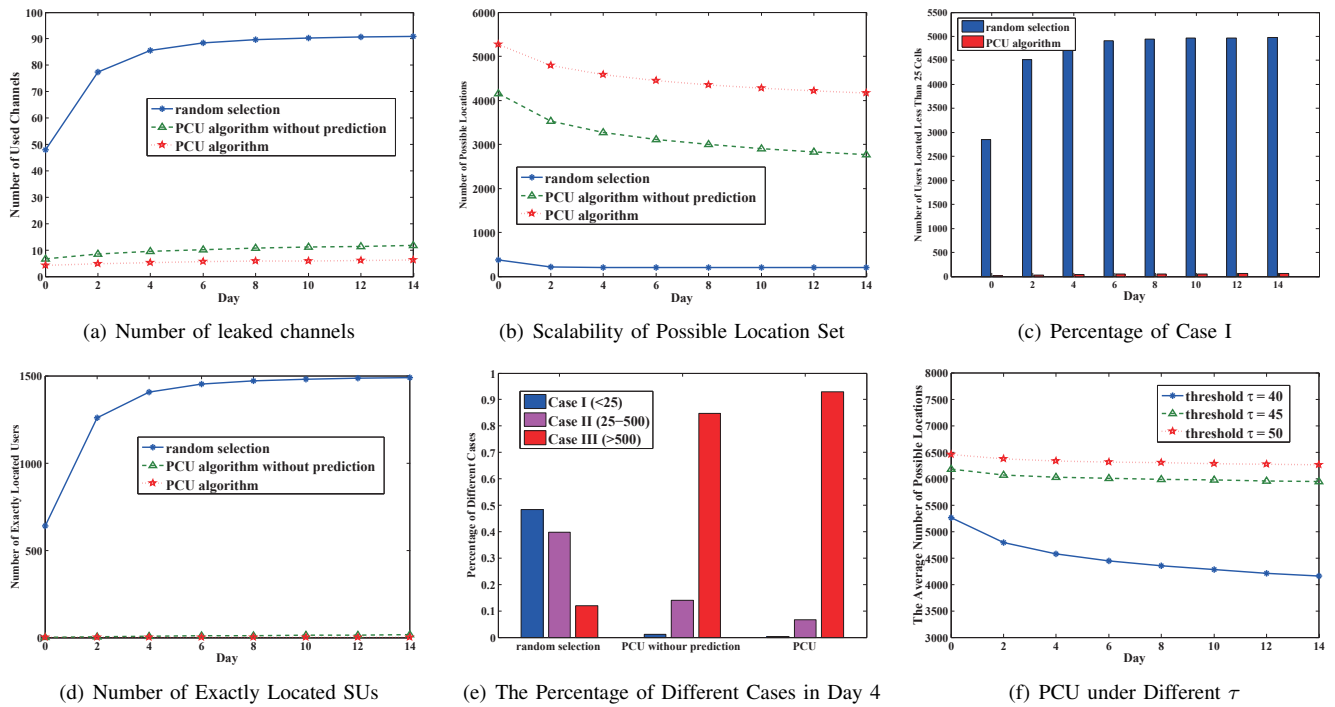 100
90
80
70
60
50
40
30
20
10
0
Number of Used Channels
random selection
PCU algorithm without prediction
PCU algorithm
0 2 4 6 8 10 12 14
Day
(a) Number of leaked channels
6000
5000
4000
3000
2000
1000
0
Number of Possible Locations
random selection
PCU algorithm without prediction
PCU algorithm
0 2 4 6 8 10 12 14
Day
(b) Scalability of Possible Location Set
5500
5000
4500
4000
3500
3000
2500
2000
1500
1000
500
0
Number of Users Located Less Than 25 Cells
random selection
PCU algorithm
0 2 4 6 8 10 12 14
Day
(c) Percentage of Case I
1500
1000
500
0
Number of Exactly Located Users
random selection
PCU algorithm without prediction
PCU algorithm
0 2 4 6 8 10 12 14
Day
(d) Number of Exactly Located SUs
1
0.9
0.8
0.7
0.6
0.5
0.4
0.3
0.2
0.1
0
Percentage of Different Cases
Case I (<25)
Case II (25−500)
Case III (>500)
random selection PCU withour prediction PCU
(e) The Percentage of Different Cases in Day 4
8000
7500
7000
6500
6000
5500
5000
4500
4000
3500
3000
The Average Number of Possible Locations
threshold τ = 40
threshold τ = 45
threshold τ = 50
0 2 4 6 8 10 12 14
Day
(f) PCU under Different τ